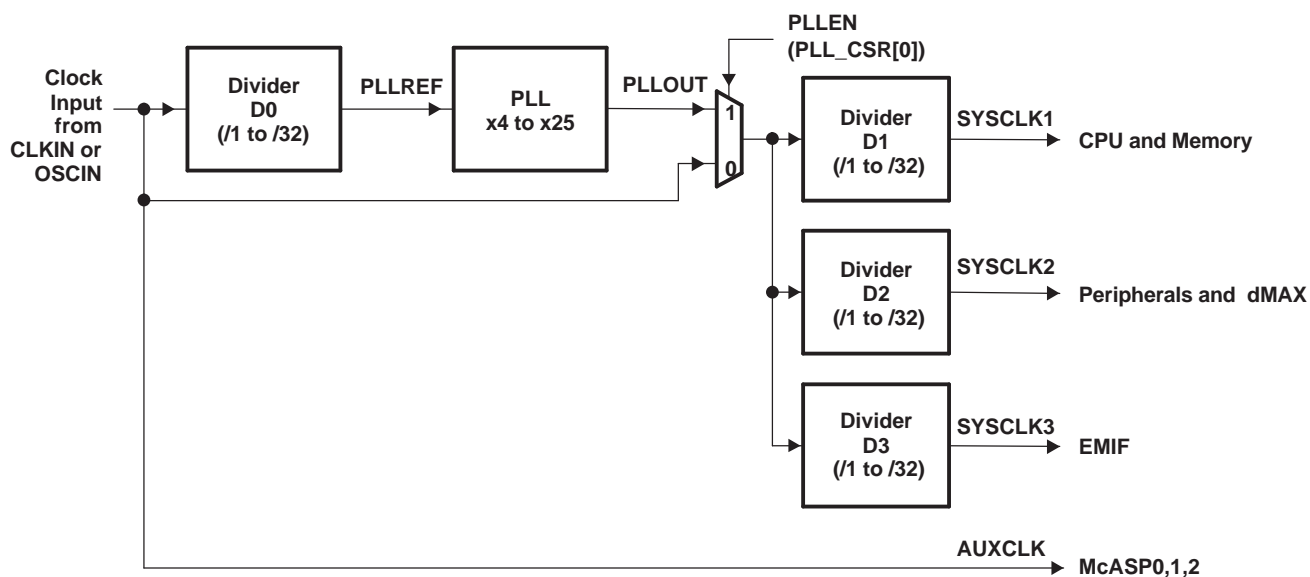 PLLEN
(PLL_CSR[0])
Clock
Input
from
CLKIN or
OSCIN
Divider
D0
(/1 to /32)
PLLREF
PLL
x4 to x25
PLLOUT
1
0
Divider
D1
(/1 to /32)
SYSCLK1
CPU and Memory
Divider
D2
(/1 to /32)
SYSCLK2
Peripherals and dMAX
Divider
D3
(/1 to /32)
SYSCLK3
EMIF
AUXCLK
McASP0,1,2